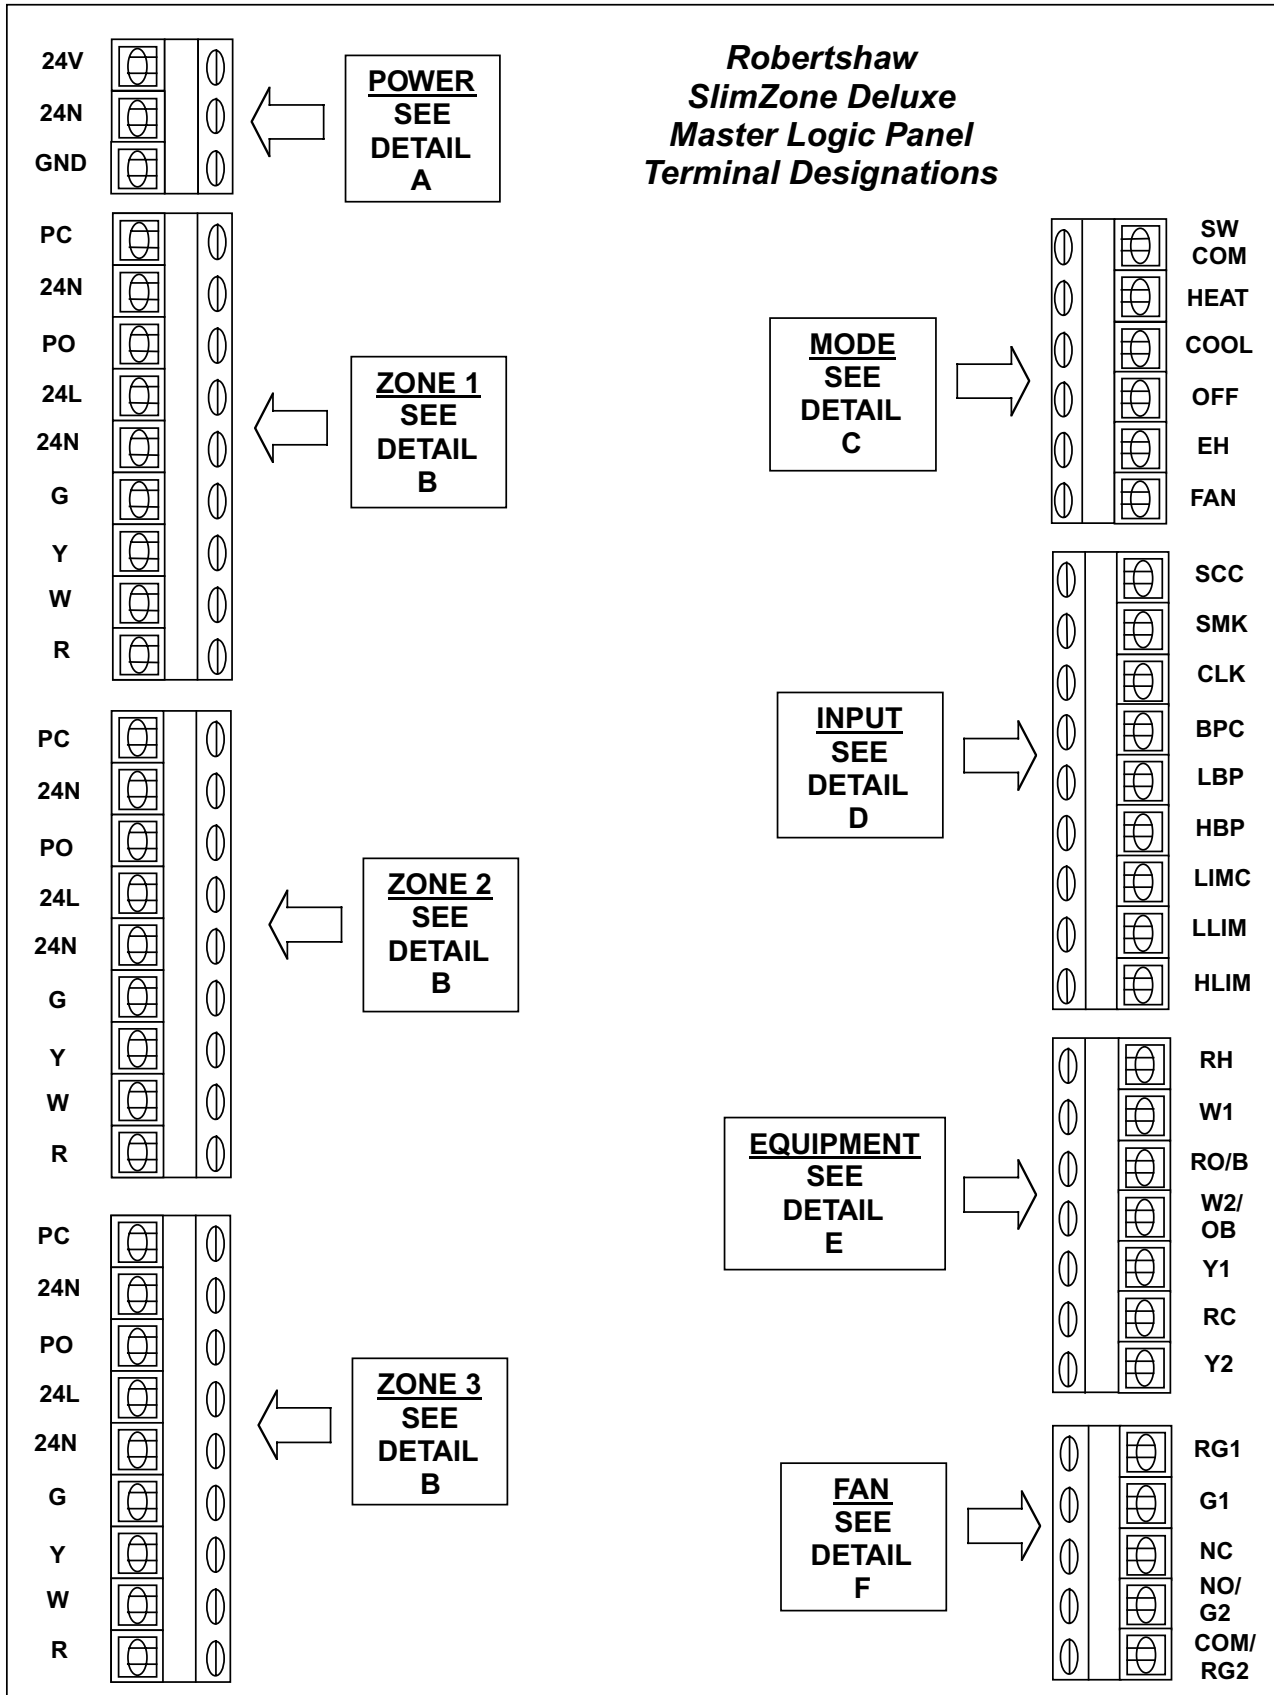 Robertshaw
SlimZone Deluxe
Master Logic Panel
Terminal Designations
24V
24N
GND
POWER
SEE
DETAIL
A
PC
24N
PO
24L
24N
G
Y
W
R
ZONE 1
SEE
DETAIL
B
PC
24N
PO
24L
24N
G
Y
W
R
ZONE 2
SEE
DETAIL
B
PC
24N
PO
24L
24N
G
Y
W
R
ZONE 3
SEE
DETAIL
B
MODE
SEE
DETAIL
C
SW
COM
HEAT
COOL
OFF
EH
FAN
INPUT
SEE
DETAIL
D
SCC
SMK
CLK
BPC
LBP
HBP
LIMC
LLIM
HLIM
EQUIPMENT
SEE
DETAIL
E
RH
W1
RO/B
W2/
OB
Y1
RC
Y2
FAN
SEE
DETAIL
F
RG1
G1
NC
NO/
G2
COM/
RG2